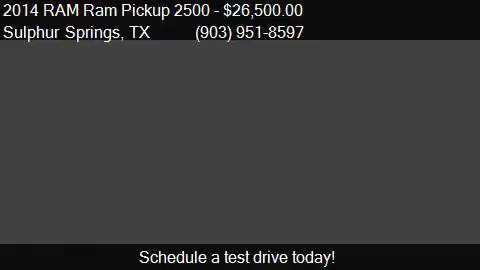 2014 RAM Ram Pickup 2500 - $26,500.00
Sulphur Springs, TX (903) 951-8597
Schedule a test drive today!